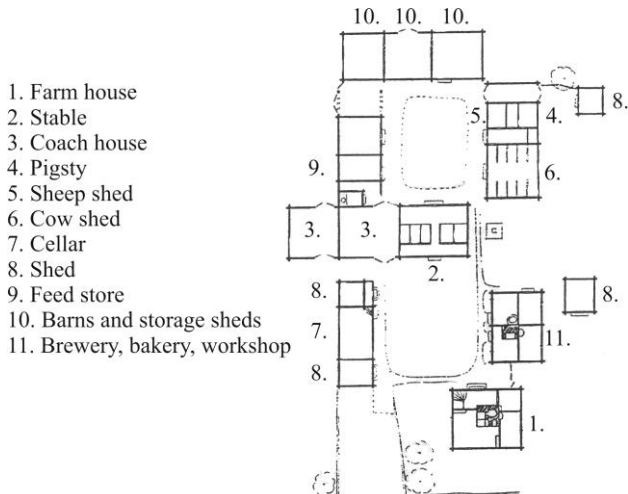 10. 10. 10.
1. Farm house
2. Stable
3. Coach house
4. Pigsty
5. Sheep shed
6. Cow shed
7. Cellar
8. Shed
9. Feed store
10. Barns and storage sheds
11. Brewery, bakery, workshop
8.
5. 4.
9. 6.
3. 3.
2.
8. 8.
7. 11.
8.
1.